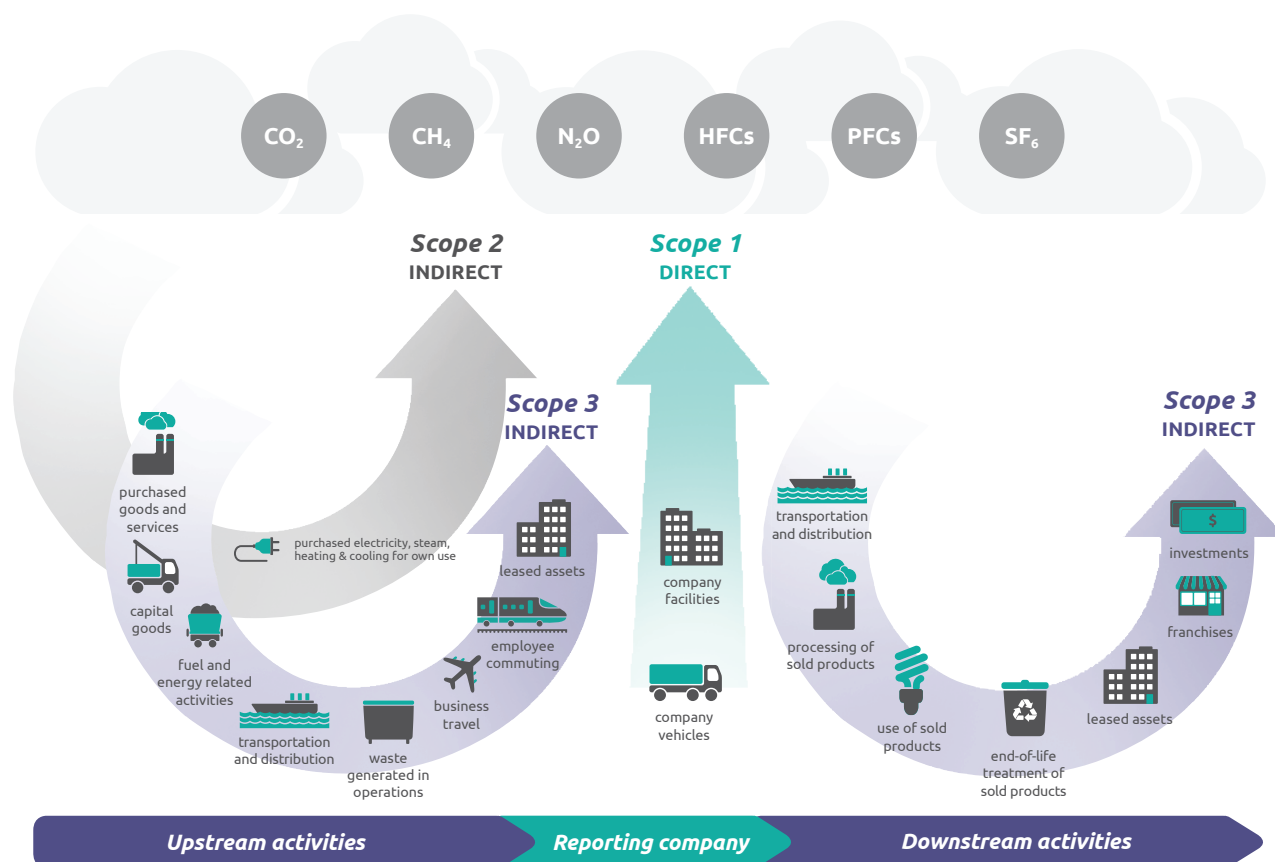 CO₂
CH₄
N₂O
HFCs
PFCs
SF₆
Scope 2
INDIRECT
Scope 1
DIRECT
Scope 3
INDIRECT
Scope 3
INDIRECT
purchased
goods and
services
capital
goods
fuel and
energy related
activities
transportation
and distribution
waste
generated in
operations
business
travel
employee
commuting
leased assets
purchased electricity, steam,
heating & cooling for own use
company
facilities
company
vehicles
transportation
and distribution
processing of
sold products
use of sold
products
end-of-life
treatment of
sold products
leased assets
franchises
$
investments
Upstream activities
Reporting company
Downstream activities